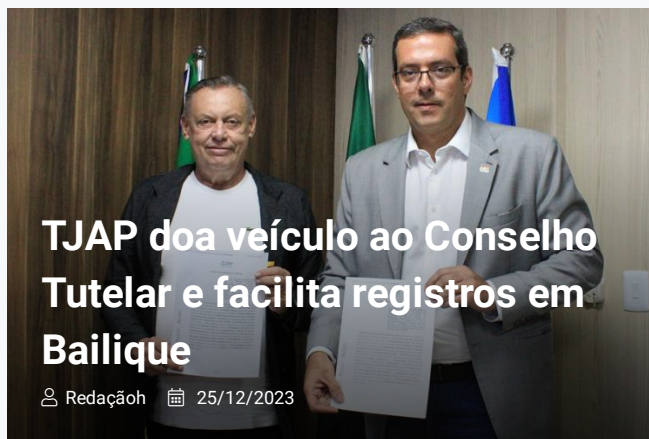 TJAP doa veículo ao Conselho
Tutelar e facilita registros em
Bailique
Redaçãoh 25/12/2023